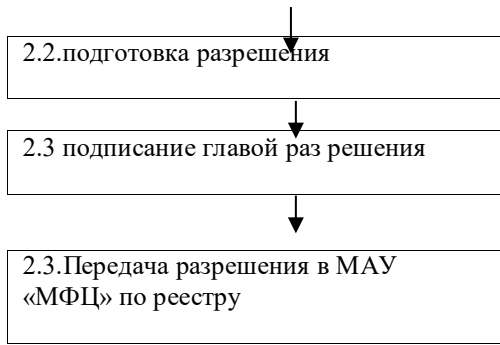 2.2.подготовка разрешения
2.3 подписание главой раз решения
2.3.Передача разрешения в МАУ
«МФЦ» по реестру